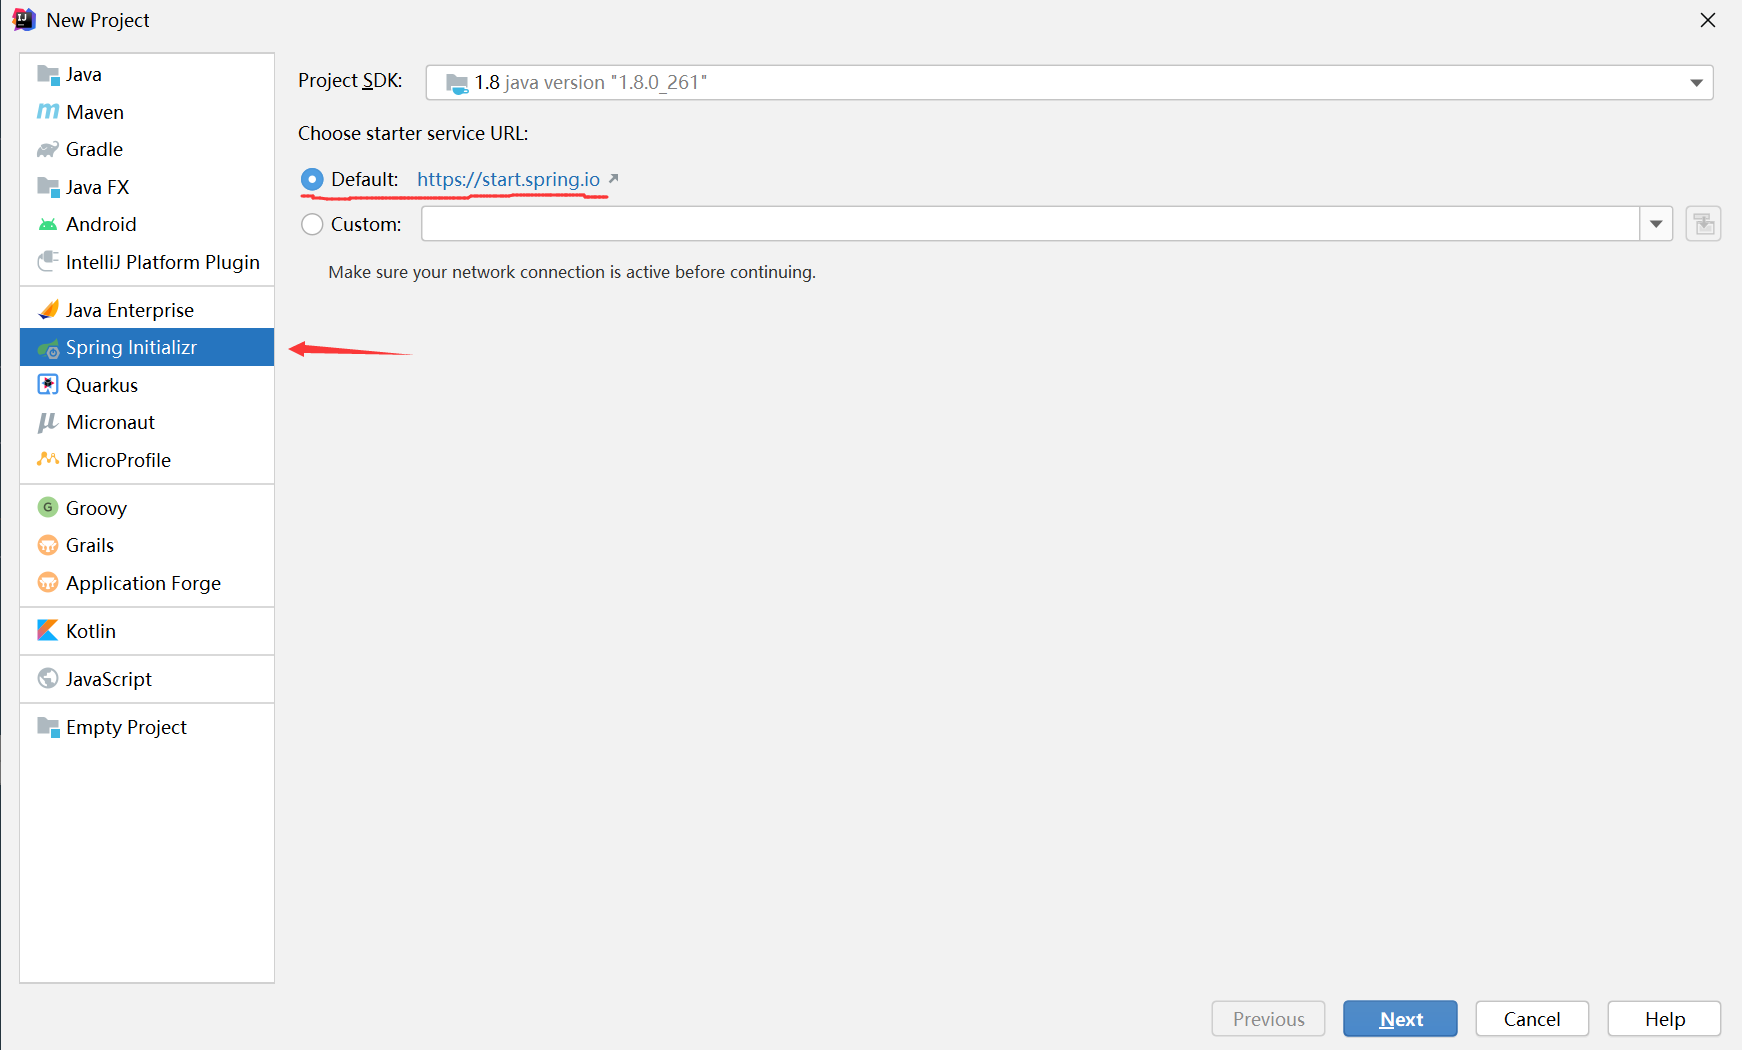 New Project
Java
Maven
Gradle
Java FX
Android
IntelliJ Platform Plugin
Java Enterprise
Spring Initializr
Quarkus
Micronaut
MicroProfile
Groovy
Grails
Application Forge
Kotlin
JavaScript
Empty Project
Project SDK: 1.8 java version "1.8.0_261"
Choose starter service URL:
Default: https://start.spring.io
Custom:
Make sure your network connection is active before continuing.
Previous Next Cancel Help